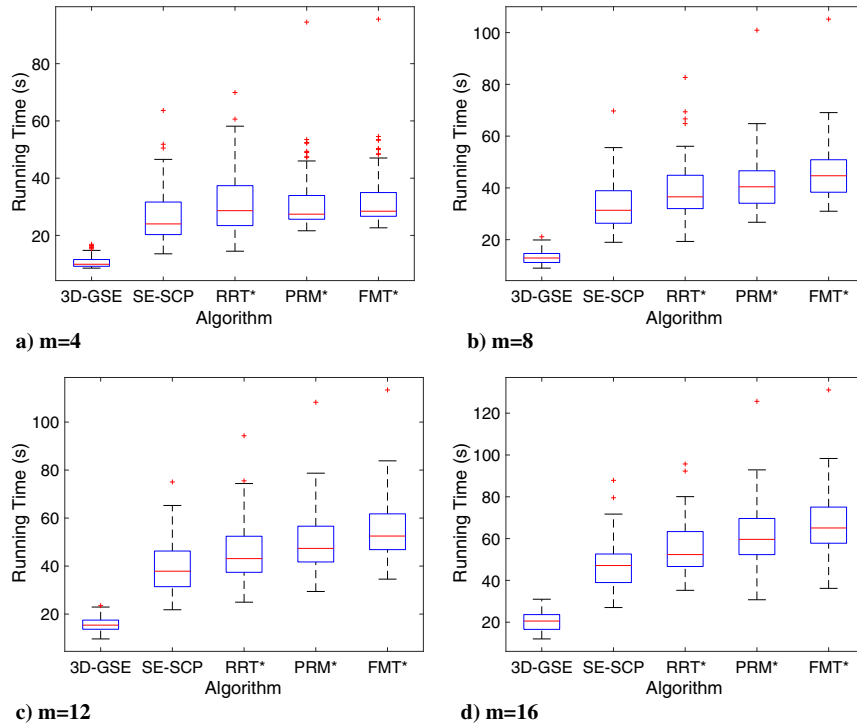 80
60
40
20
Running Time (s)
3D-GSE SE-SCP RRT* PRM* FMT*
Algorithm
a) m=4
100
80
60
40
20
Running Time (s)
3D-GSE SE-SCP RRT* PRM* FMT*
Algorithm
b) m=8
100
80
60
40
20
Running Time (s)
3D-GSE SE-SCP RRT* PRM* FMT*
Algorithm
c) m=12
120
100
80
60
40
20
Running Time (s)
3D-GSE SE-SCP RRT* PRM* FMT*
Algorithm
d) m=16